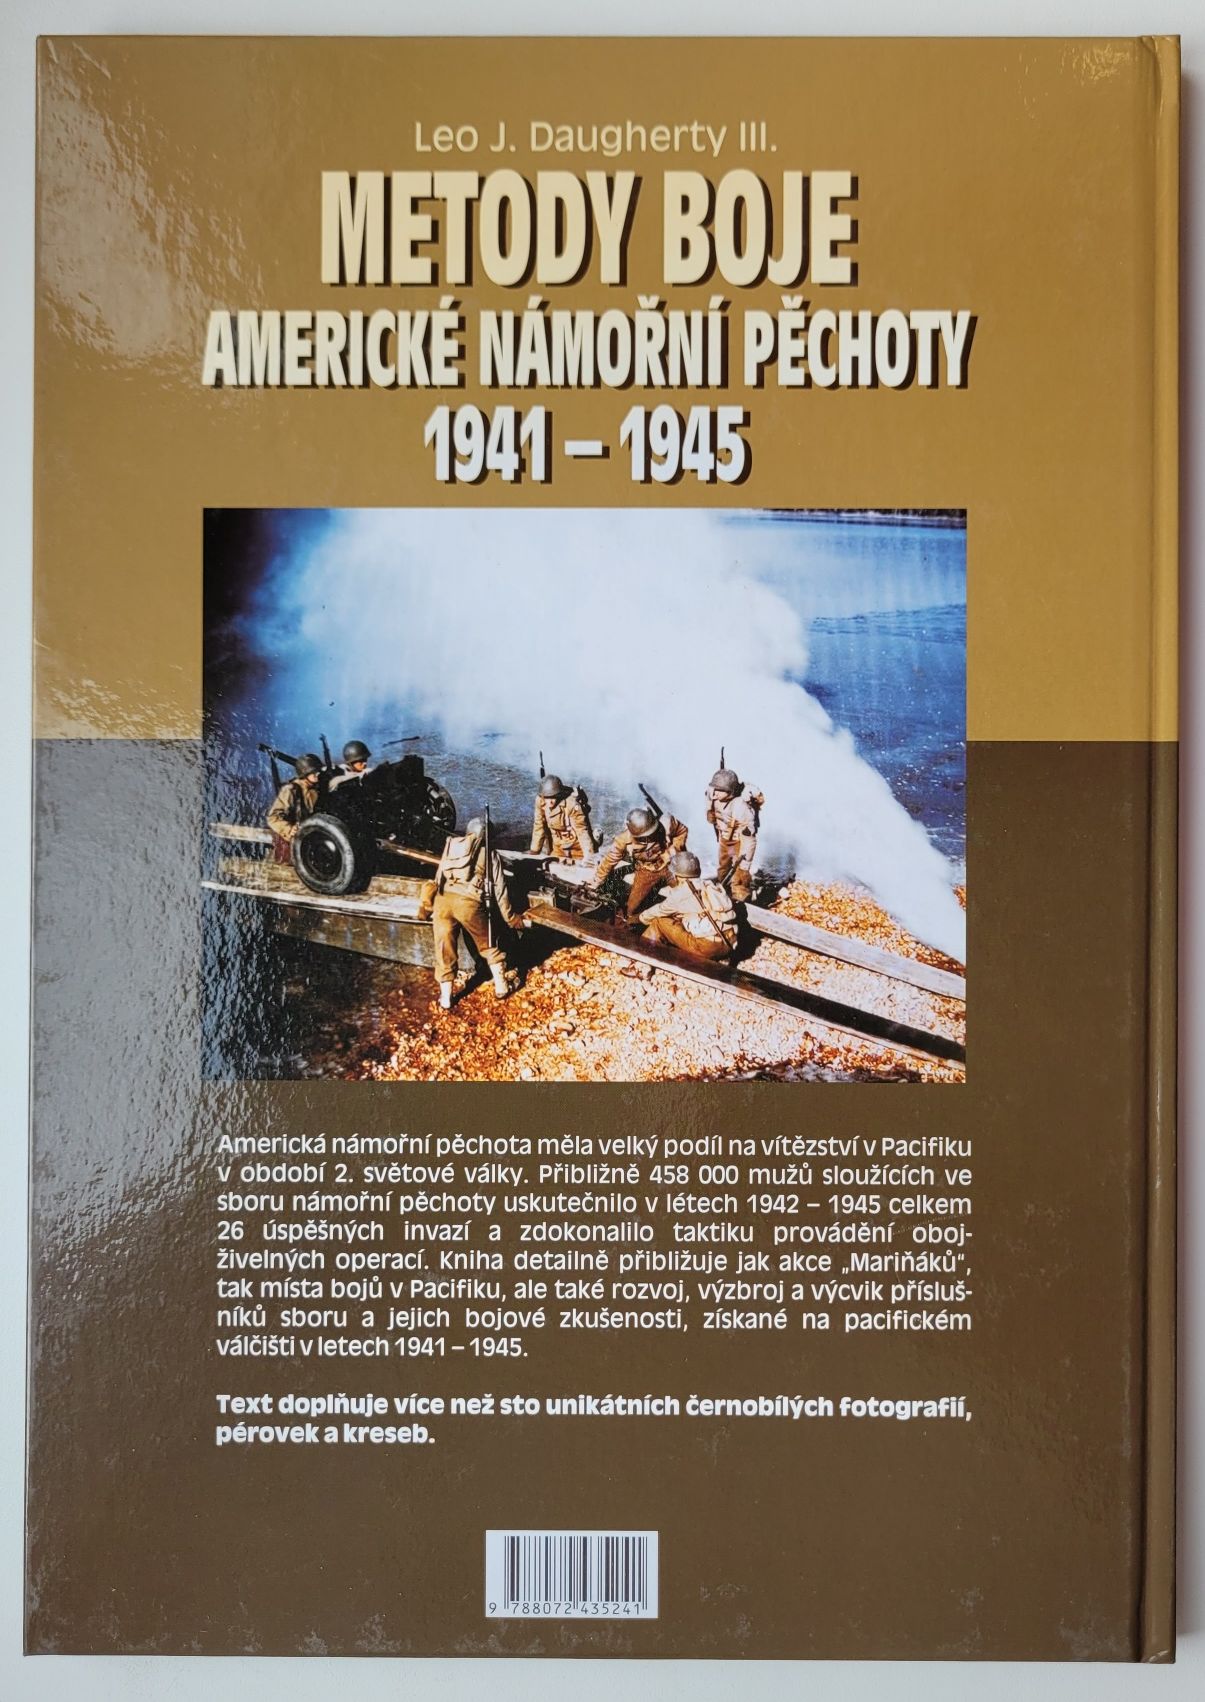 Leo J. Daugherty III.
METODY BOJE
AMERICKÉ NÁMOŘNÍ PĚCHOTY
1941 – 1945
Americká námořní pěchota měla velký podíl na vítězství v Pacifiku
v období 2. světové války. Přibližně 458 000 mužů sloužících ve
sboru námořní pěchoty uskutečnilo v létech 1942 – 1945 celkem
26 úspěšných invazí a zdokonalilo taktiku provádění oboj-
živelných operací. Kniha detailně přibližuje jak akce „Mariňáků“,
tak místa bojů v Pacifiku, ale také rozvoj, výzbroj a výcvik přísluš-
níků sboru a jejich bojové zkušenosti, získané na pacifickém
válčišti v letech 1941 – 1945.
Text doplňuje více než sto unikátních černobílých fotografií,
pérovek a kreseb.
9 788072 435241